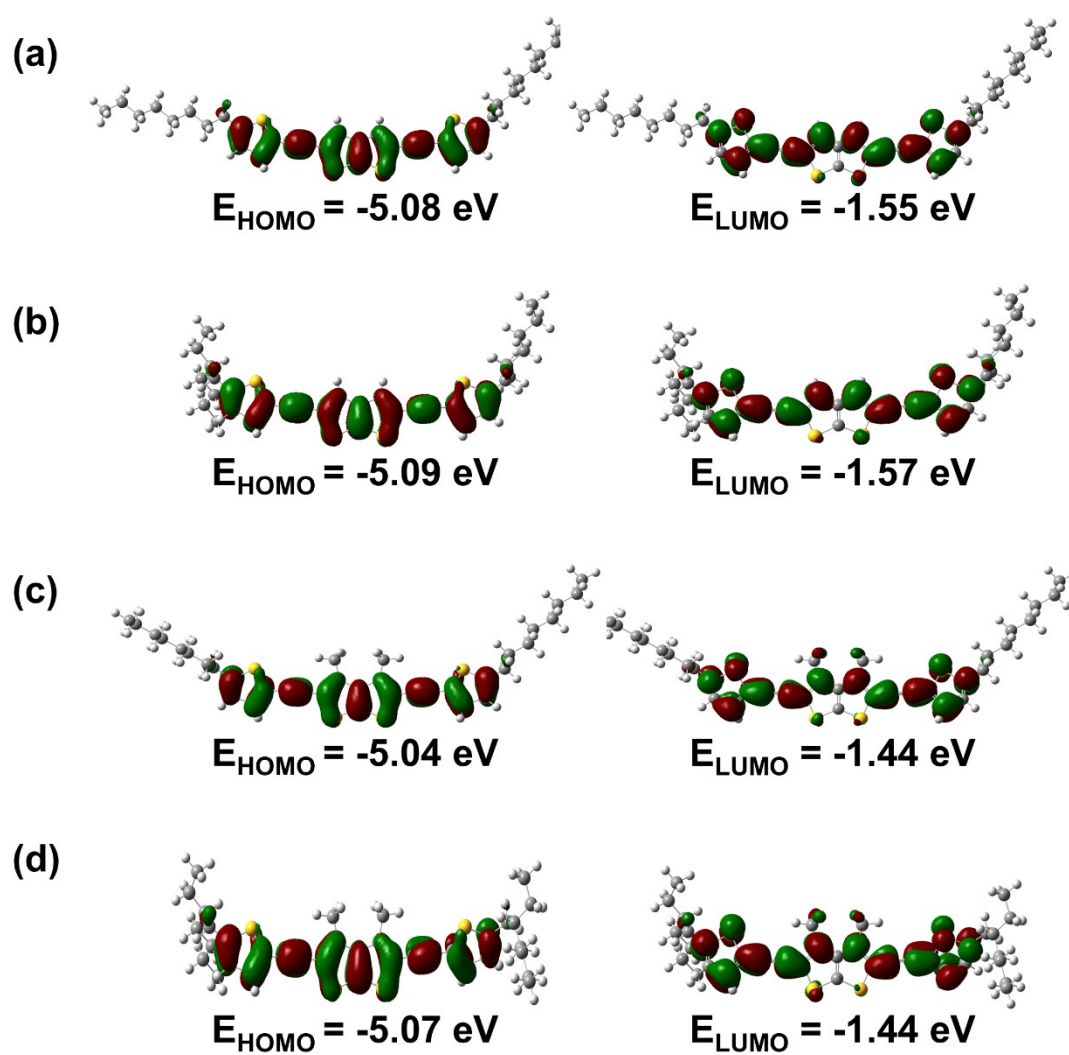 (a)
E_HOMO = -5.08 eV
E_LUMO = -1.55 eV
(b)
E_HOMO = -5.09 eV
E_LUMO = -1.57 eV
(c)
E_HOMO = -5.04 eV
E_LUMO = -1.44 eV
(d)
E_HOMO = -5.07 eV
E_LUMO = -1.44 eV